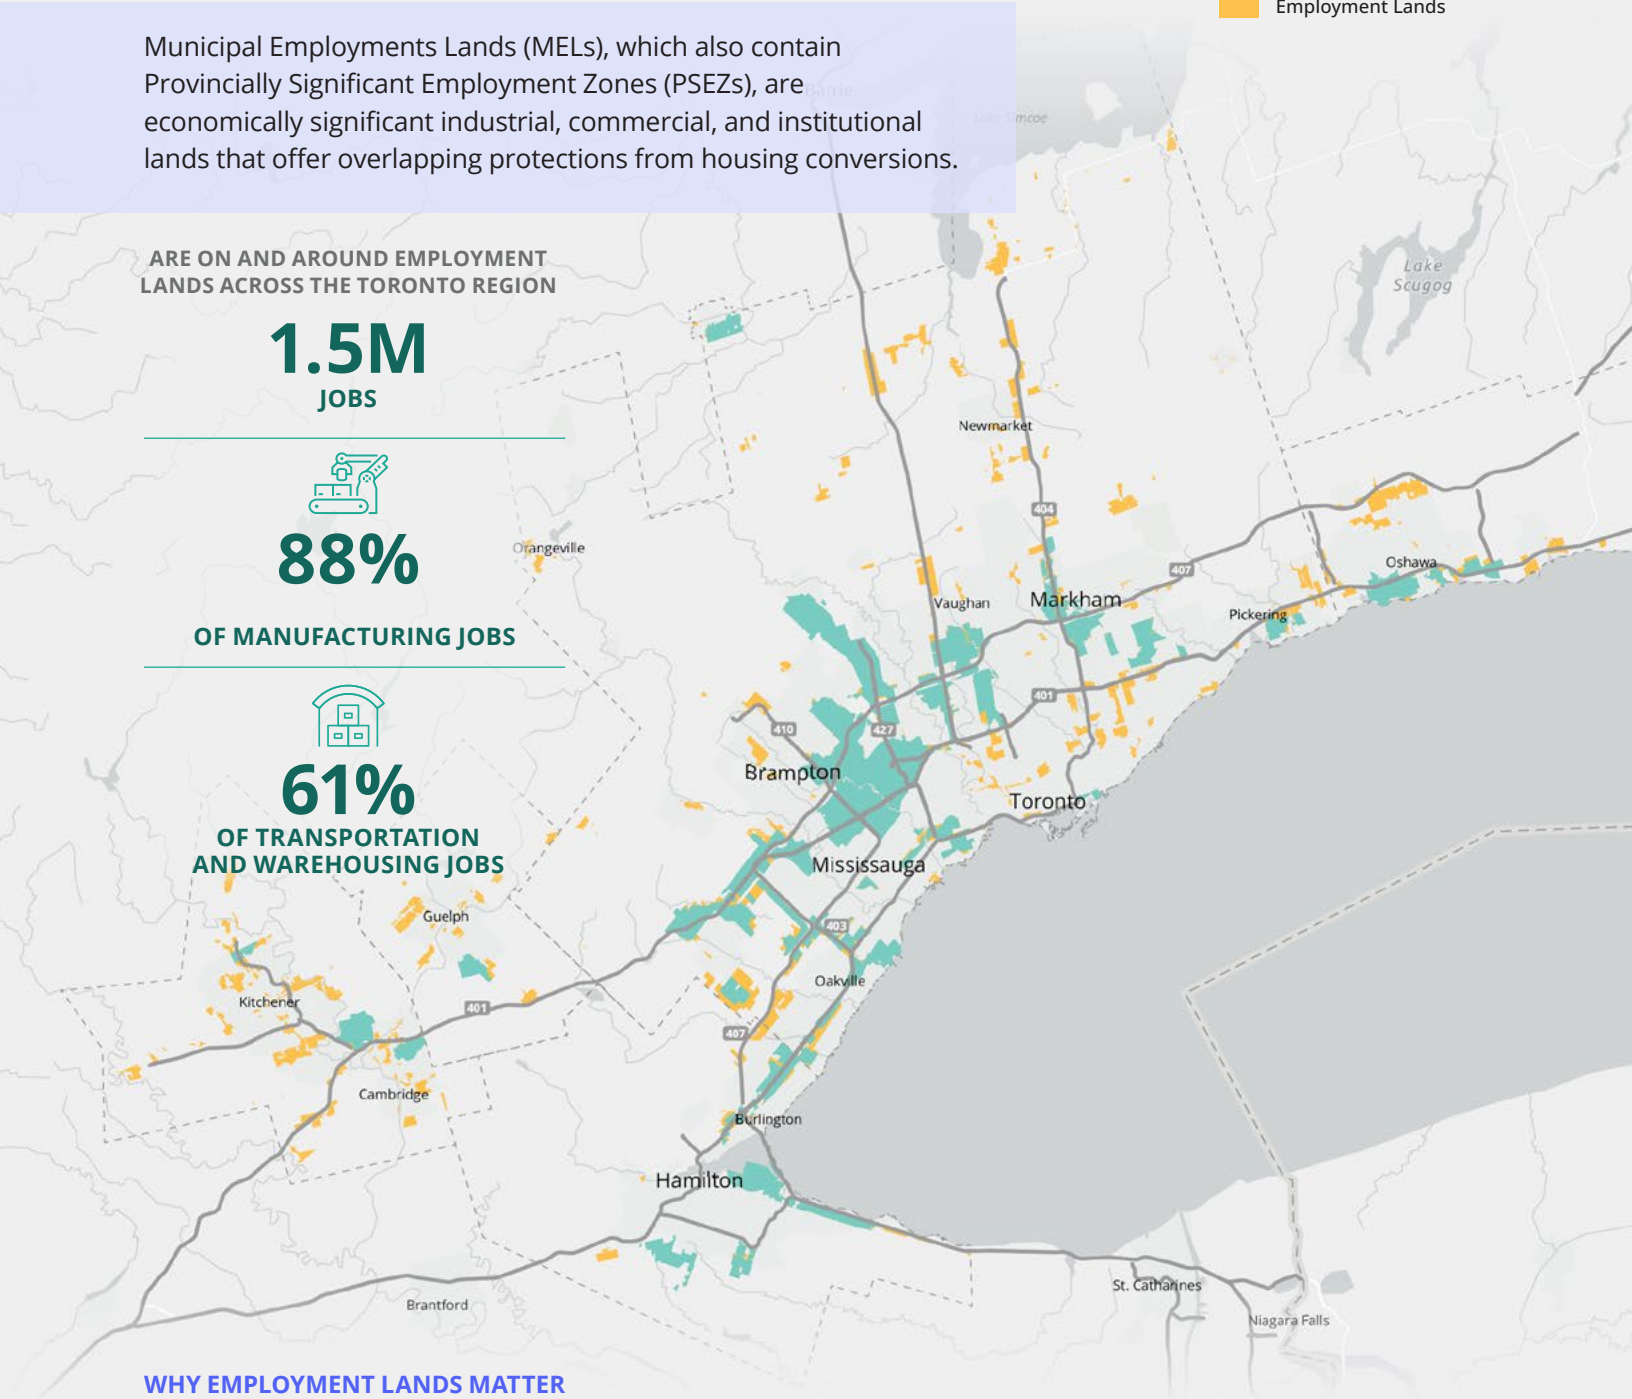 Employment Lands
Municipal Employments Lands (MELs), which also contain
Provincially Significant Employment Zones (PSEZs), are
economically significant industrial, commercial, and institutional
lands that offer overlapping protections from housing conversions.
Barrie
Lake Simcoe
ARE ON AND AROUND EMPLOYMENT
LANDS ACROSS THE TORONTO REGION
1.5M
JOBS
88%
OF MANUFACTURING JOBS
61%
OF TRANSPORTATION
AND WAREHOUSING JOBS
Lake
Scugog
Newmarket
404
Orangeville
407
Oshawa
Vaughan
Markham
Pickering
401
410
427
Brampton
Toronto
Mississauga
Guelph
403
Oakville
Kitchener
401
407
Cambridge
Burlington
Hamilton
St. Catharines
Brantford
Niagara Falls
WHY EMPLOYMENT LANDS MATTER